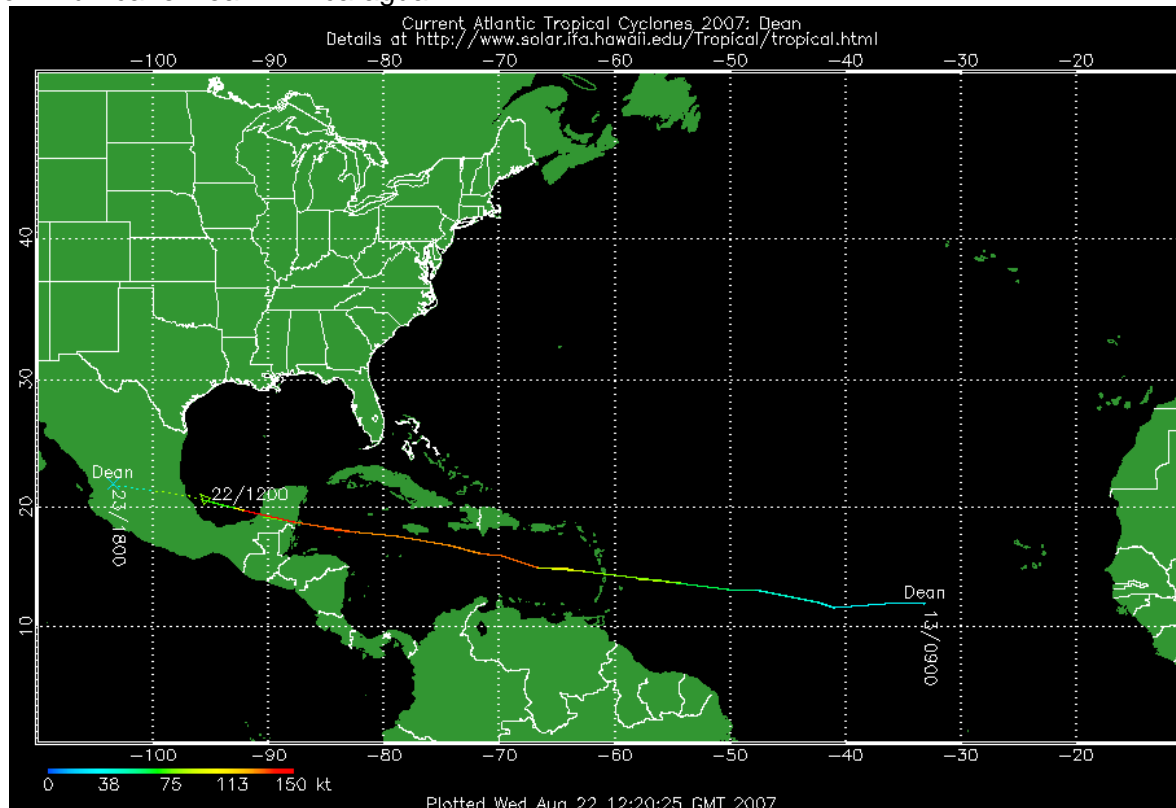 Current Atlantic Tropical Cyclones 2007: Dean
Details at http://www.solar.ifa.hawaii.edu/Tropical/tropical.html
-100 -90 -80 -70 -60 -50 -40 -30 -20
40
30
Dean
22/1200
20
23/1800
Dean
13/0900
10
-100 -90 -80 -70 -60 -50 -40 -30 -20
0 38 75 113 150 kt
Plotted Wed Aug 22 12:20:25 GMT 2007